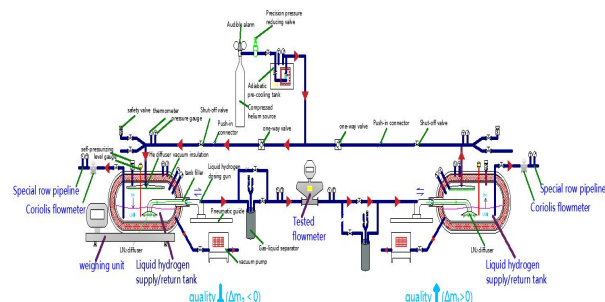 Precision pressure
reducing valve
Audible alarm
Adiabatic
pre-cooling tank
Compressed
helium source
safety valve
thermometer
pressure gauge
Shut-off valve
Push-in
connector
one-way valve
one-way valve
Push-in connector
Shut-off valve
self-pressurizing
level gauge
The diffuser vacuum insulation
tank filler
Liquid hydrogen
Special row pipeline
Coriolis flowmeter
Special row pipeline
Coriolis flowmeter
Pneumatic guide
Tested
flowmeter
Gas-liquid separator
vacuum pump
weighing unit
LN₂ diffuser
Liquid hydrogen
supply/return tank
LN₂ diffuser
Liquid hydrogen
supply/return tank
quality (Δm₁ < 0)
quality (Δm₂>0)